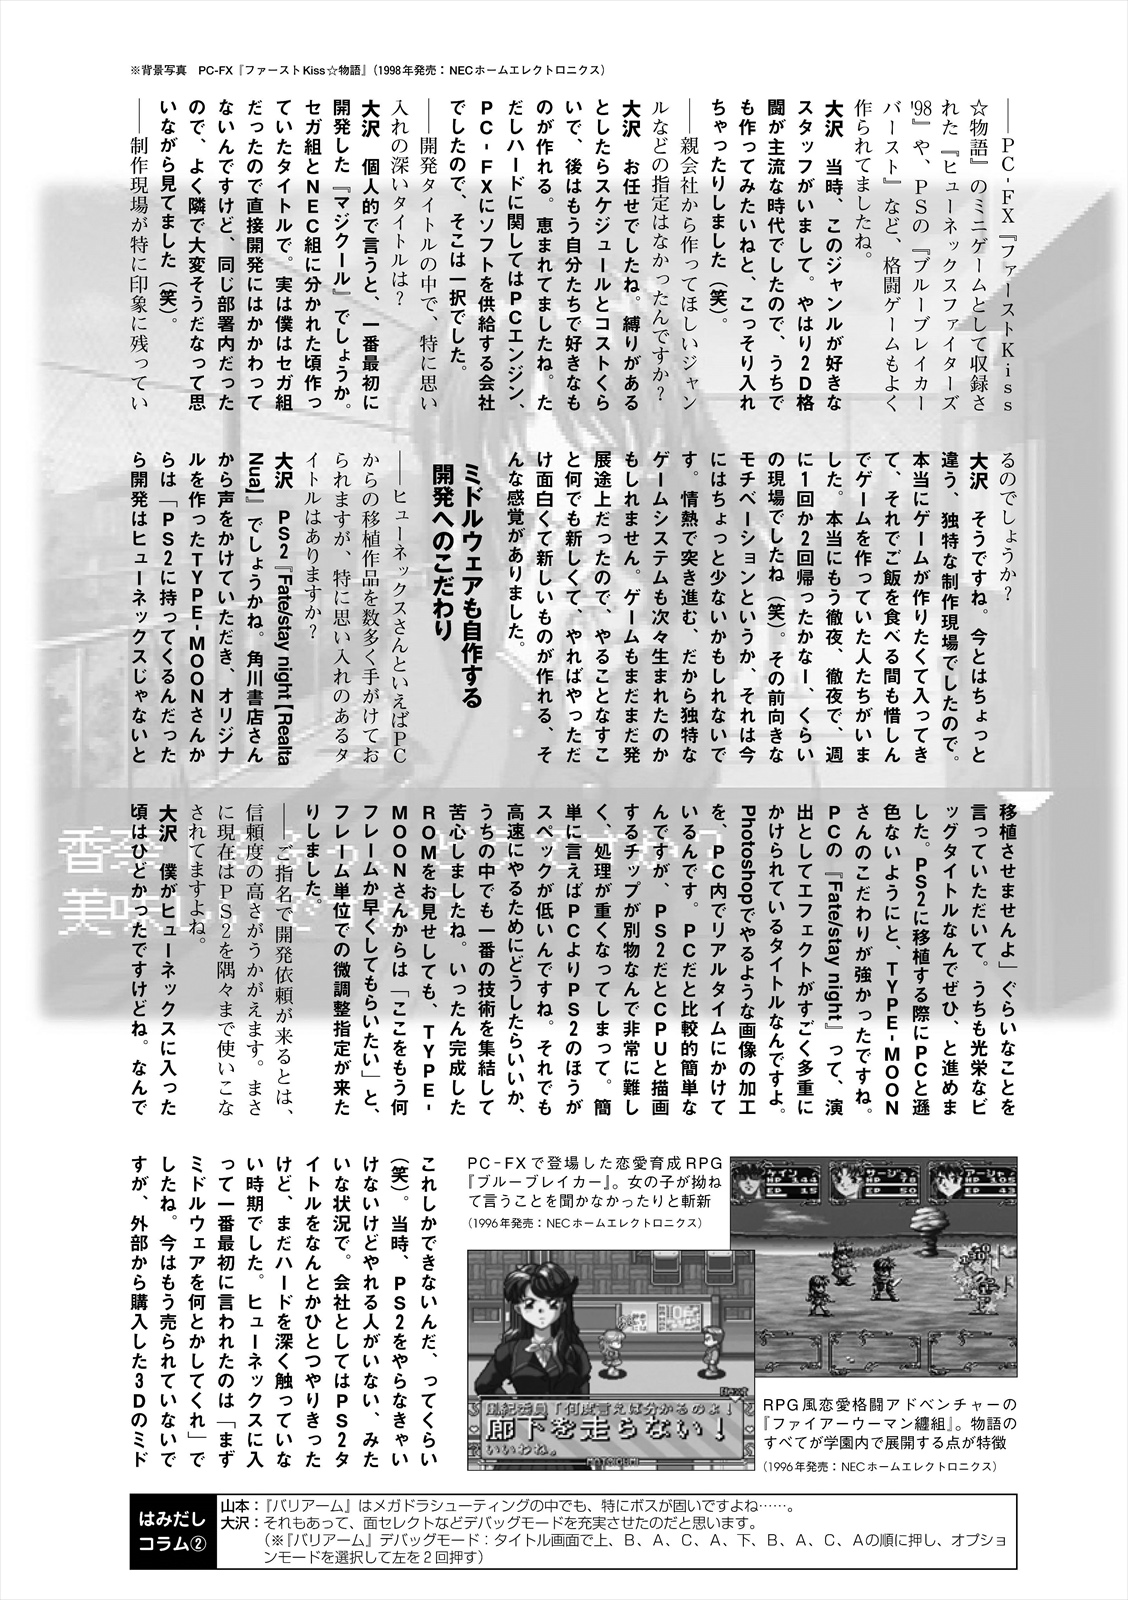 ※背景写真　PC-FX『ファーストKiss☆物語』（1998年発売：NECホームエレクトロニクス）
――PC-FX『ファーストKiss
☆物語』のミニゲームとして収録さ
れた『ヒューネックスファイターズ
'98』や、PSの『ブルーブレイカー
バースト』など、格闘ゲームもよく
作られてましたね。
大沢　当時、このジャンルが好きな
スタッフがいまして。やはり2D格
闘が主流な時代でしたので、うちで
も作ってみたいねと、こっそり入れ
ちゃったりしました（笑）。
――親会社から作ってほしいジャン
ルなどの指定はなかったんですか？
大沢　お任せでしたね。縛りがある
としたらスケジュールとコストくら
いで、後はもう自分たちで好きなも
のが作れる。恵まれてましたね。た
だしハードに関してはPCエンジン、
PC-FXにソフトを供給する会社
でしたので、そこは一択でした。
――開発タイトルの中で、特に思い
入れの深いタイトルは？
大沢　個人的で言うと、一番最初に
開発した『マジクール』でしょうか。
セガ組とNEC組に分かれた頃作っ
ていたタイトルで。実は僕はセガ組
だったので直接開発にはかかわって
ないんですけど、同じ部署内だった
ので、よく隣で大変そうだなって思
いながら見てました（笑）。
――制作現場が特に印象に残ってい
るのでしょうか？
大沢　そうですね。今とはちょっと
違う、独特な制作現場でしたので。
本当にゲームが作りたくて入ってき
て、それでご飯を食べる間も惜しん
でゲームを作っていた人たちがいま
した。本当にもう徹夜、徹夜で、週
に1回か2回帰ったかなー、くらい
の現場でしたね（笑）。その前向きな
モチベーションというか、それは今
にはちょっと少ないかもしれないで
す。情熱で突き進む、だから独特な
ゲームシステムも次々生まれたのか
もしれません。ゲームもまだまだ発
展途上だったので、やることなすこ
と何でも新しくて、やればやっただ
け面白くて新しいものが作れる、そ
んな感覚がありました。
ミドルウェアも自作する
開発へのこだわり
――ヒューネックスさんといえばPC
からの移植作品を数多く手がけてお
られますが、特に思い入れのあるタ
イトルはありますか？
大沢　PS2『Fate/stay night［Realta
Nua］』でしょうかね。角川書店さん
から声をかけていただき、オリジナ
ルを作ったTYPE-MOONさんか
らは「PS2に持ってくるんだった
ら開発はヒューネックスじゃないと
移植させませんよ」ぐらいなことを
言っていただいて。うちも光栄なビ
ッグタイトルなんでぜひ、と進めま
した。PS2に移植する際にPCと遜
色ないようにと、TYPE-MOON
さんのこだわりが強かったですね。
PCの『Fate/stay night』って、演
出としてエフェクトがすごく多重に
かけられているタイトルなんですよ。
Photoshopでやるような画像の加工
を、PC内でリアルタイムにかけて
いるんです。PCだと比較的簡単な
んですが、PS2だとCPUと描画
するチップが別物なんで非常に難し
く、処理が重くなってしまって。簡
単に言えばPCよりPS2のほうが
スペックが低いんですね。それでも
高速にやるためにどうしたらいいか、
うちの中でも一番の技術を集結して
苦心しましたね。いったん完成した
ROMをお見せしても、TYPE-
MOONさんからは「ここをもう何
フレームか早くしてもらいたい」と、
フレーム単位での微調整指定が来た
りしました。
――ご指名で開発依頼が来るとは、
信頼度の高さがうかがえます。まさ
に現在はPS2を隅々まで使いこな
されてますよね。
大沢　僕がヒューネックスに入った
頃はひどかったですけどね。なんで
これしかできないんだ、ってくらい
（笑）。当時、PS2をやらなきゃい
けないけどやれる人がいない、みた
いな状況で。会社としてはPS2タ
イトルをなんとかひとつやりきった
けど、まだハードを深く触っていな
い時期でした。ヒューネックスに入
って一番最初に言われたのは「まず
ミドルウェアを何とかしてくれ」で
したね。今はもう売られていないで
すが、外部から購入した3Dのミド
PC-FXで登場した恋愛育成RPG
『ブルーブレイカー』。女の子が拗ね
て言うことを聞かなかったりと斬新
（1996年発売：NECホームエレクトロニクス）
ケイン
HP 144
EP 15
サージュ
HP 78
EP 50
アーシャ
HP 105
EP 43
風紀委員「何度言えば分かるのよ！
廊下を走らない！
いいわね。
RPG風恋愛格闘アドベンチャーの
『ファイアーウーマン纏組』。物語の
すべてが学園内で展開する点が特徴
（1996年発売：NECホームエレクトロニクス）
はみだし
コラム②
山本：『バリアーム』はメガドラシューティングの中でも、特にボスが固いですよね……。
大沢：それもあって、面セレクトなどデバッグモードを充実させたのだと思います。
（※『バリアーム』デバッグモード：タイトル画面で上、B、A、C、A、下、B、A、C、Aの順に押し、オプショ
ンモードを選択して左を2回押す）